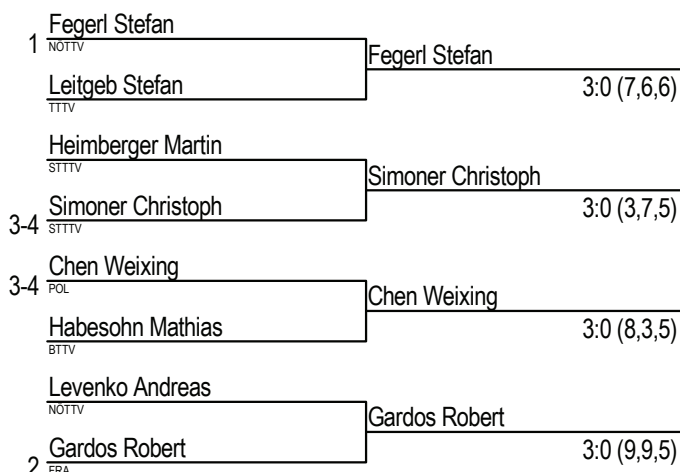 Fegerl Stefan
1 NÖTTV
Fegerl Stefan
Leitgeb Stefan
3:0 (7,6,6)
TTTV
Heimberger Martin
STTTV
Simoner Christoph
Simoner Christoph
3:0 (3,7,5)
3-4 STTTV
Chen Weixing
3-4 POL
Chen Weixing
Habesohn Mathias
3:0 (8,3,5)
BTTV
Levenko Andreas
NÖTTV
Gardos Robert
Gardos Robert
3:0 (9,9,5)
2 FRA